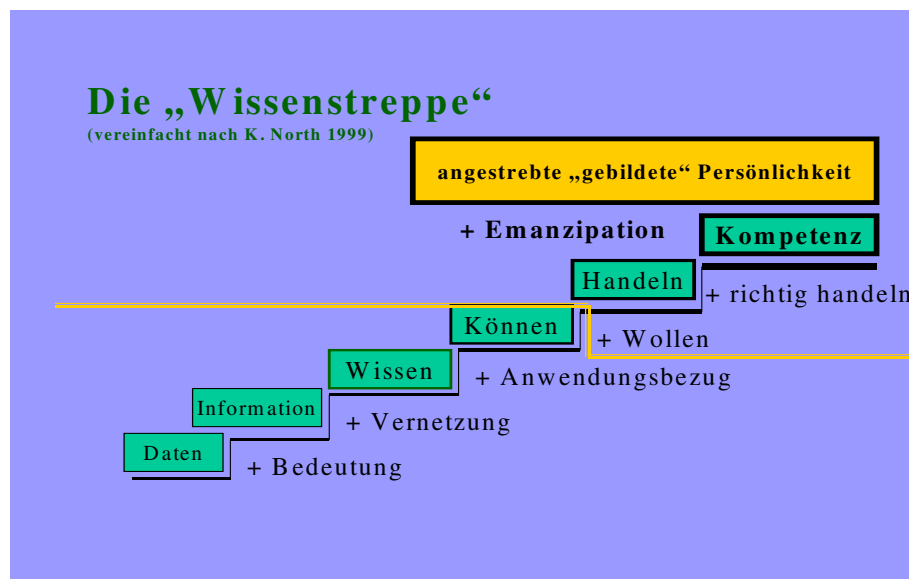 Die „Wissenstreppe“
(vereinfacht nach K. North 1999)
angestrebte „gebildete“ Persönlichkeit
+ Emanzipation
Kompetenz
Handeln
+ richtig handeln
Können
+ Wollen
Wissen
+ Anwendungsbezug
Information
+ Vernetzung
Daten
+ Bedeutung